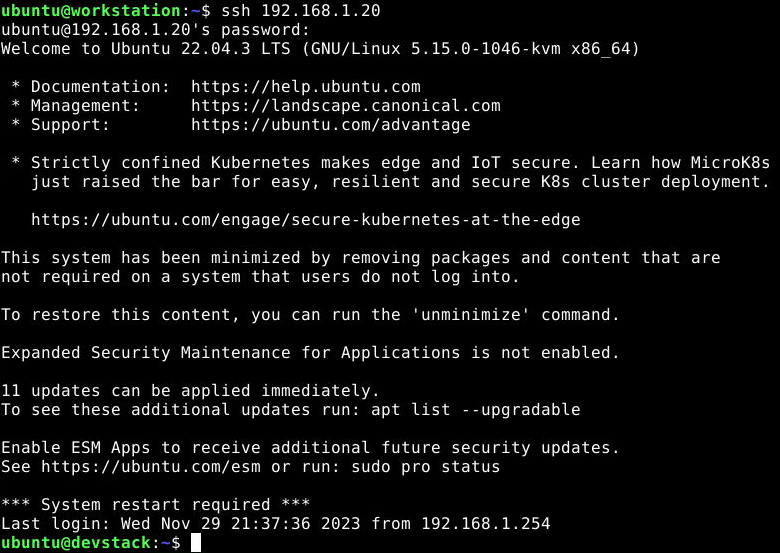 ubuntu@workstation:~$ ssh 192.168.1.20
ubuntu@192.168.1.20's password:
Welcome to Ubuntu 22.04.3 LTS (GNU/Linux 5.15.0-1046-kvm x86_64)

 * Documentation:  https://help.ubuntu.com
 * Management:     https://landscape.canonical.com
 * Support:        https://ubuntu.com/advantage

 * Strictly confined Kubernetes makes edge and IoT secure. Learn how MicroK8s
   just raised the bar for easy, resilient and secure K8s cluster deployment.

   https://ubuntu.com/engage/secure-kubernetes-at-the-edge

This system has been minimized by removing packages and content that are
not required on a system that users do not log into.

To restore this content, you can run the 'unminimize' command.

Expanded Security Maintenance for Applications is not enabled.

11 updates can be applied immediately.
To see these additional updates run: apt list --upgradable

Enable ESM Apps to receive additional future security updates.
See https://ubuntu.com/esm or run: sudo pro status

*** System restart required ***
Last login: Wed Nov 29 21:37:36 2023 from 192.168.1.254
ubuntu@devstack:~$